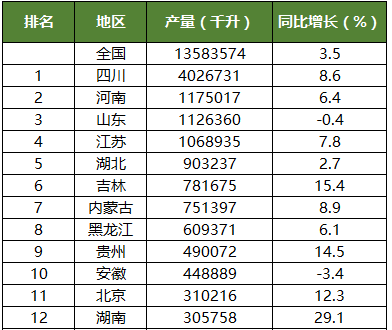 排名 地区 产量（千升） 同比增长（%）
全国 13583574 3.5
1 四川 4026731 8.6
2 河南 1175017 6.4
3 山东 1126360 -0.4
4 江苏 1068935 7.8
5 湖北 903237 2.7
6 吉林 781675 15.4
7 内蒙古 751397 8.9
8 黑龙江 609371 6.1
9 贵州 490072 14.5
10 安徽 448889 -3.4
11 北京 310216 12.3
12 湖南 305758 29.1